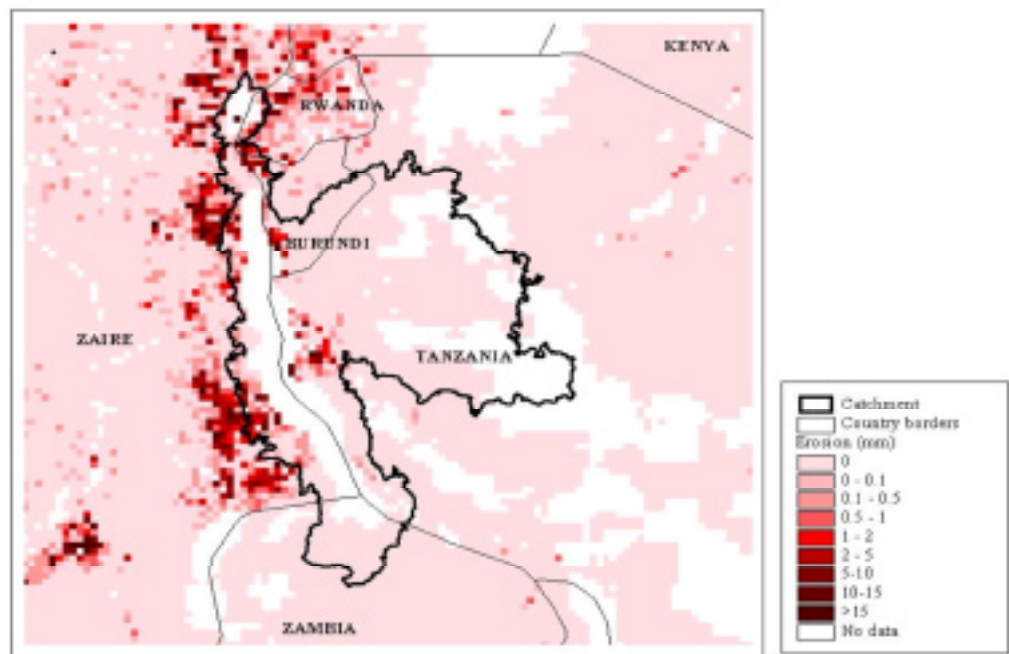 KENYA
RWANDA
BURUNDI
ZAIRE
TANZANIA
ZAMBIA
Catchment
Country borders
Erosion (mm)
0
0 - 0.1
0.1 - 0.5
0.5 - 1
1 - 2
2 - 5
5-10
10-15
>15
No data